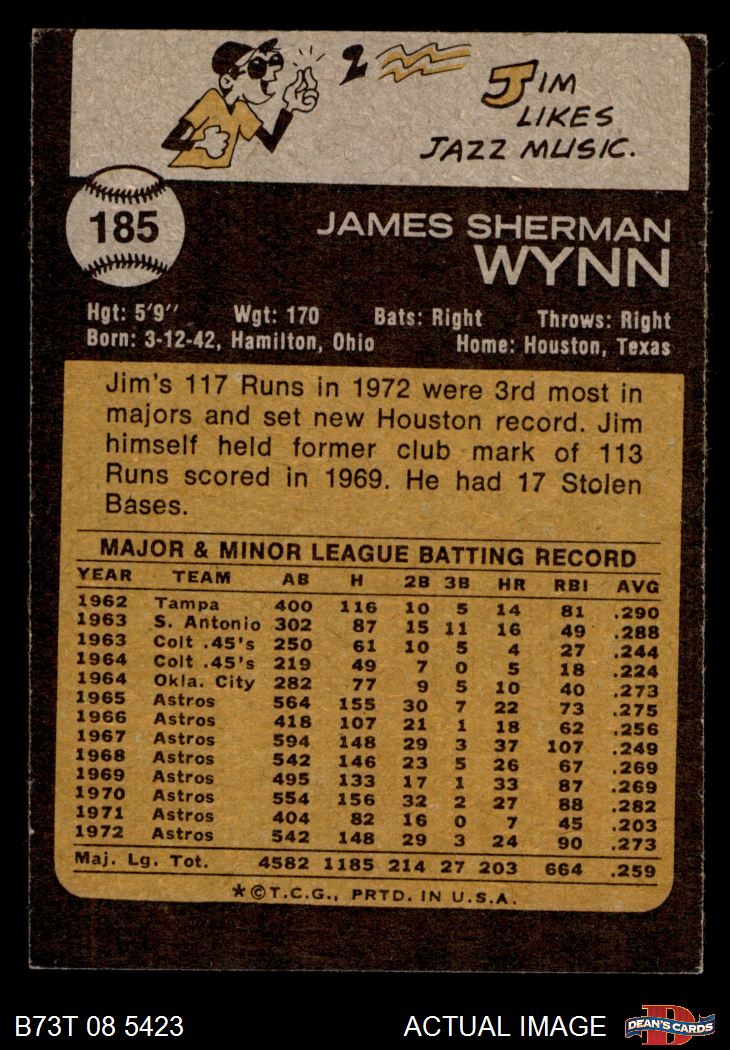 2
JIM
LIKES
JAZZ MUSIC.
185
JAMES SHERMAN
WYNN
Hgt: 5'9" Wgt: 170 Bats: Right Throws: Right
Born: 3-12-42, Hamilton, Ohio Home: Houston, Texas
Jim's 117 Runs in 1972 were 3rd most in
majors and set new Houston record. Jim
himself held former club mark of 113
Runs scored in 1969. He had 17 Stolen
Bases.
MAJOR & MINOR LEAGUE BATTING RECORD
YEAR TEAM AB H 2B 3B HR RBI AVG
1962 Tampa 400 116 10 5 14 81 .290
1963 S. Antonio 302 87 15 11 16 49 .288
1963 Colt .45's 250 61 10 5 4 27 .244
1964 Colt .45's 219 49 7 0 5 18 .224
1964 Okla. City 282 77 9 5 10 40 .273
1965 Astros 564 155 30 7 22 73 .275
1966 Astros 418 107 21 1 18 62 .256
1967 Astros 594 148 29 3 37 107 .249
1968 Astros 542 146 23 5 26 67 .269
1969 Astros 495 133 17 1 33 87 .269
1970 Astros 554 156 32 2 27 88 .282
1971 Astros 404 82 16 0 7 45 .203
1972 Astros 542 148 29 3 24 90 .273
Maj. Lg. Tot. 4582 1185 214 27 203 664 .259
*©T.C.G., PRTD. IN U.S.A.
B73T 08 5423 ACTUAL IMAGE D DEAN'S CARDS